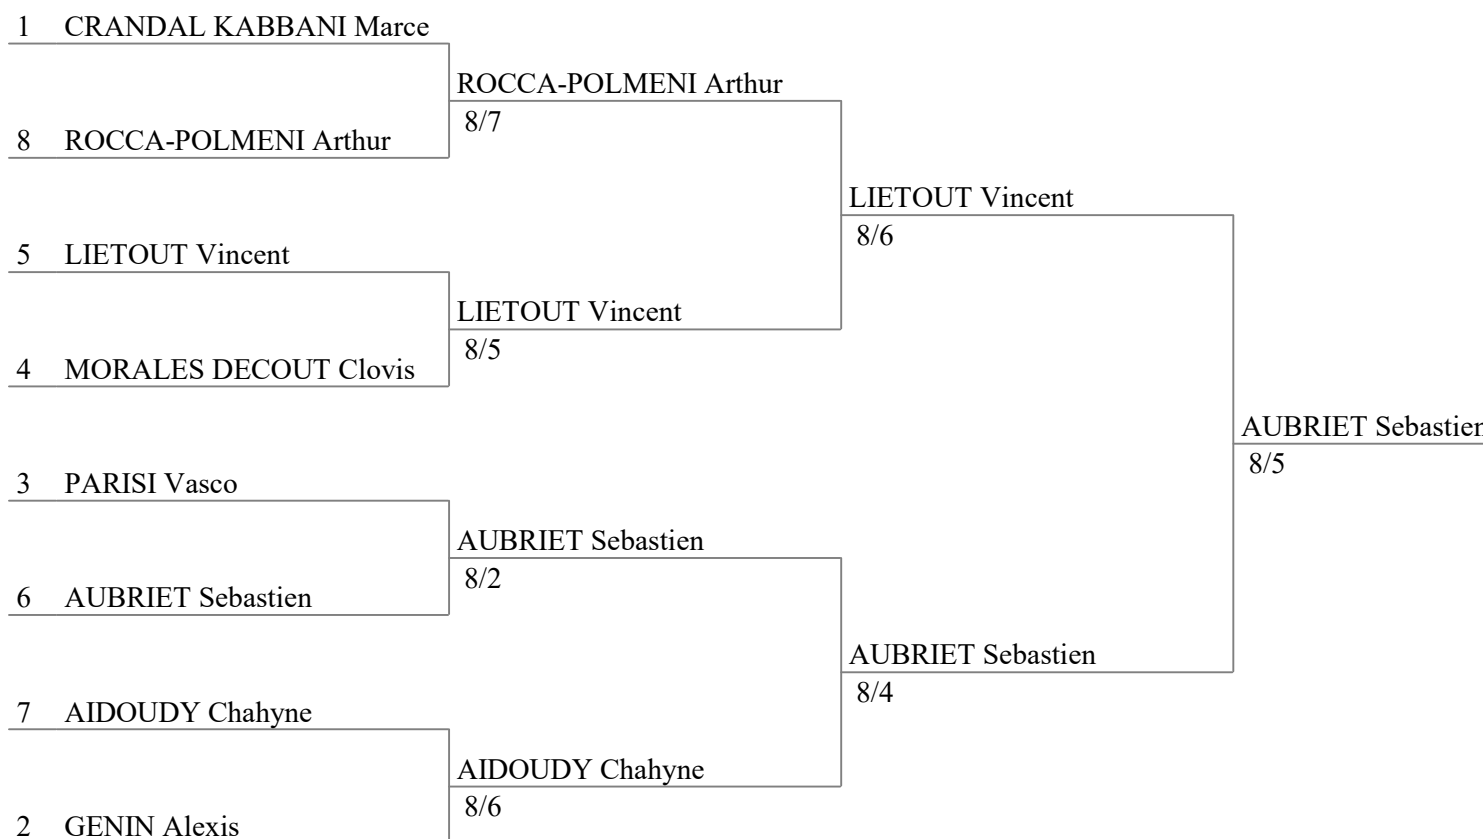 1 CRANDAL KABBANI Marce
ROCCA-POLMENI Arthur
8/7
8 ROCCA-POLMENI Arthur
LIETOUT Vincent
8/6
5 LIETOUT Vincent
LIETOUT Vincent
8/5
4 MORALES DECOUT Clovis
AUBRIET Sebastien
8/5
3 PARISI Vasco
AUBRIET Sebastien
8/2
6 AUBRIET Sebastien
AUBRIET Sebastien
8/4
7 AIDOUDY Chahyne
AIDOUDY Chahyne
8/6
2 GENIN Alexis